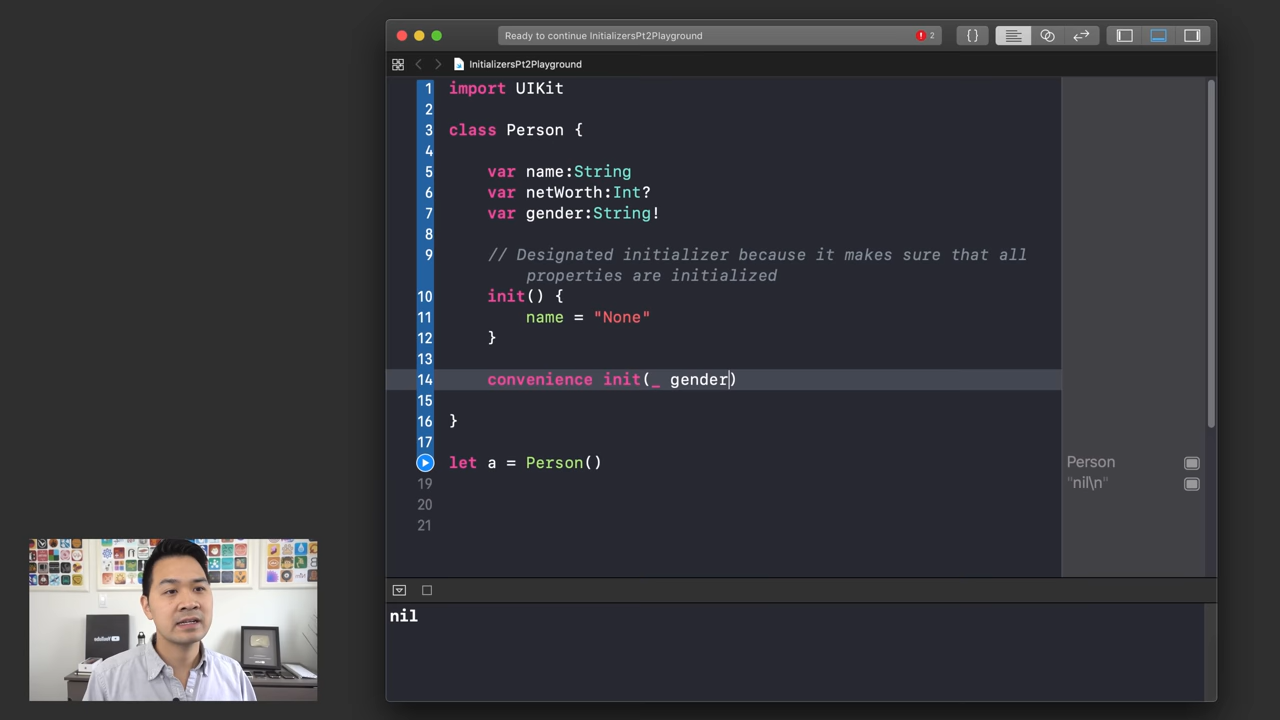 Ready to continue InitializersPt2Playground
2
{}
InitializersPt2Playground
1 import UIKit
2
3 class Person {
4
5 var name:String
6 var netWorth:Int?
7 var gender:String!
8
9 // Designated initializer because it makes sure that all
properties are initialized
10 init() {
11 name = "None"
12 }
13
14 convenience init(_ gender)
15
16 }
17
let a = Person()
Person
19
"nil\n"
20
21
nil
YouTube